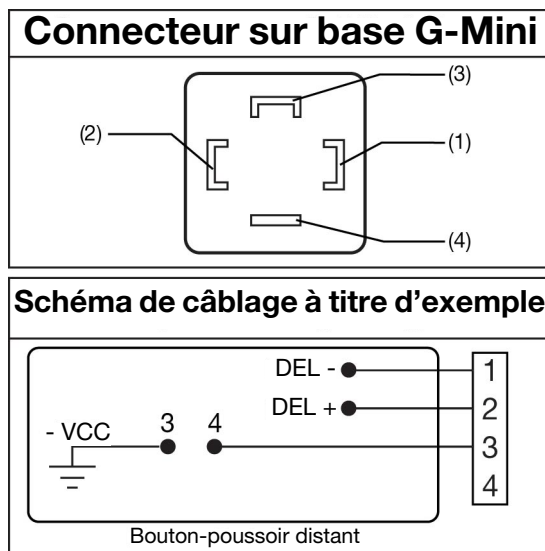 Connecteur sur base G-Mini
(3)
(2)
(1)
(4)
Schéma de câblage à titre d'exemple
DEL -
1
DEL +
2
- VCC
3
4
3
4
Bouton-poussoir distant